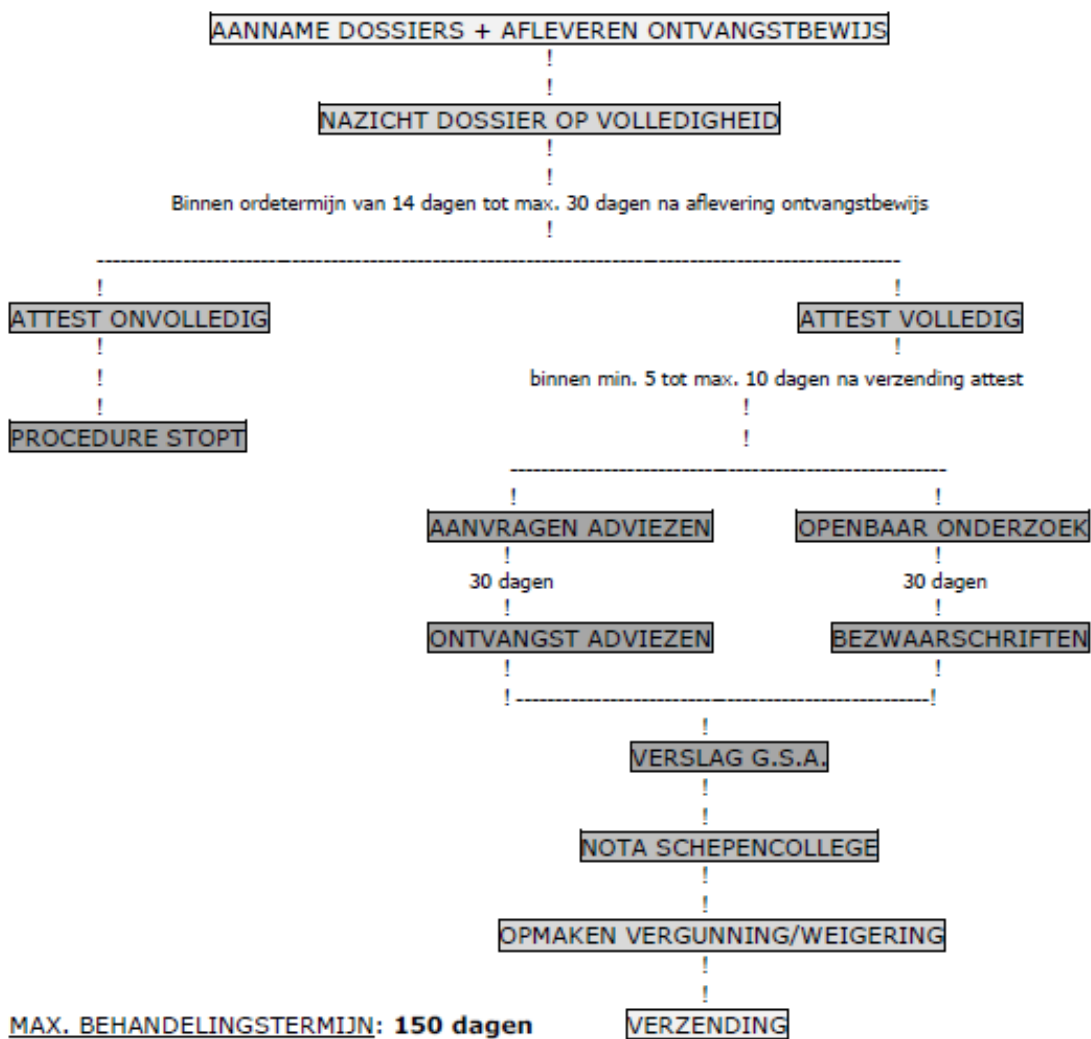 AANNAME DOSSIERS + AFLEVEREN ONTVANGSTBEWIJS
!
!
NAZICHT DOSSIER OP VOLLEDIGHEID
!
!
Binnen ordetermijn van 14 dagen tot max. 30 dagen na aflevering ontvangstbewijs
!
----------------------------------------------------------------------------------------------------
! !
ATTEST ONVOLLEDIG ATTEST VOLLEDIG
! !
! binnen min. 5 tot max. 10 dagen na verzending attest
! !
PROCEDURE STOPT !
------------------------------------------------------
! !
AANVRAGEN ADVIEZEN OPENBAAR ONDERZOEK
! !
30 dagen 30 dagen
! !
ONTVANGST ADVIEZEN BEZWAARSCHRIFTEN
! !
!----------------------------------------------------!
!
VERSLAG G.S.A.
!
!
NOTA SCHEPENCOLLEGE
!
!
OPMAKEN VERGUNNING/WEIGERING
!
!
MAX. BEHANDELINGSTERMIJN: 150 dagen VERZENDING